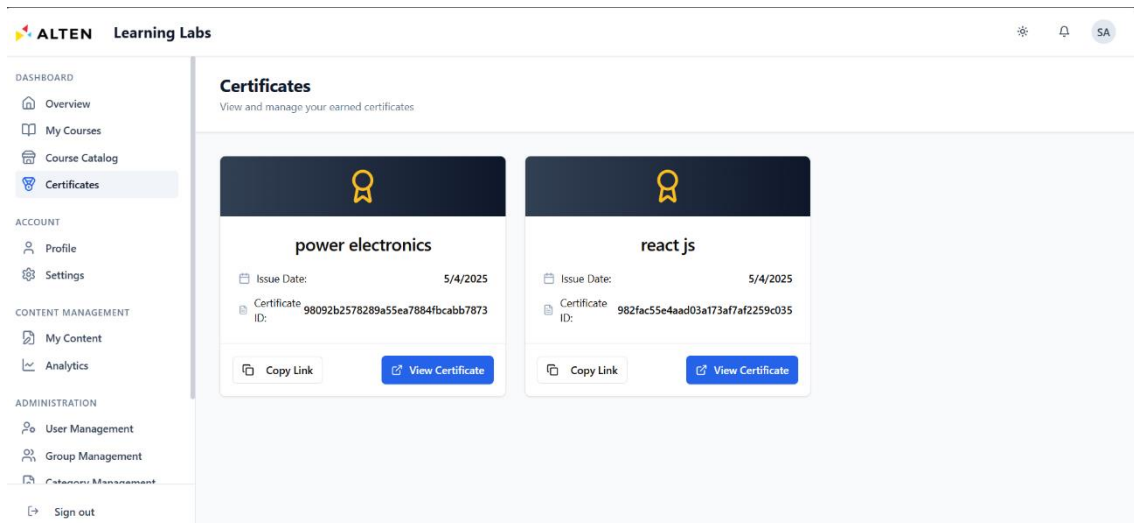 ALTEN Learning Labs
SA
DASHBOARD
Overview
My Courses
Course Catalog
Certificates
ACCOUNT
Profile
Settings
CONTENT MANAGEMENT
My Content
Analytics
ADMINISTRATION
User Management
Group Management
Category Management
Sign out
Certificates
View and manage your earned certificates
power electronics
Issue Date: 5/4/2025
Certificate ID: 98092b2578289a55ea7884fbcabb7873
Copy Link
View Certificate
react js
Issue Date: 5/4/2025
Certificate ID: 982fac55e4aad03a173af7af2259c035
Copy Link
View Certificate